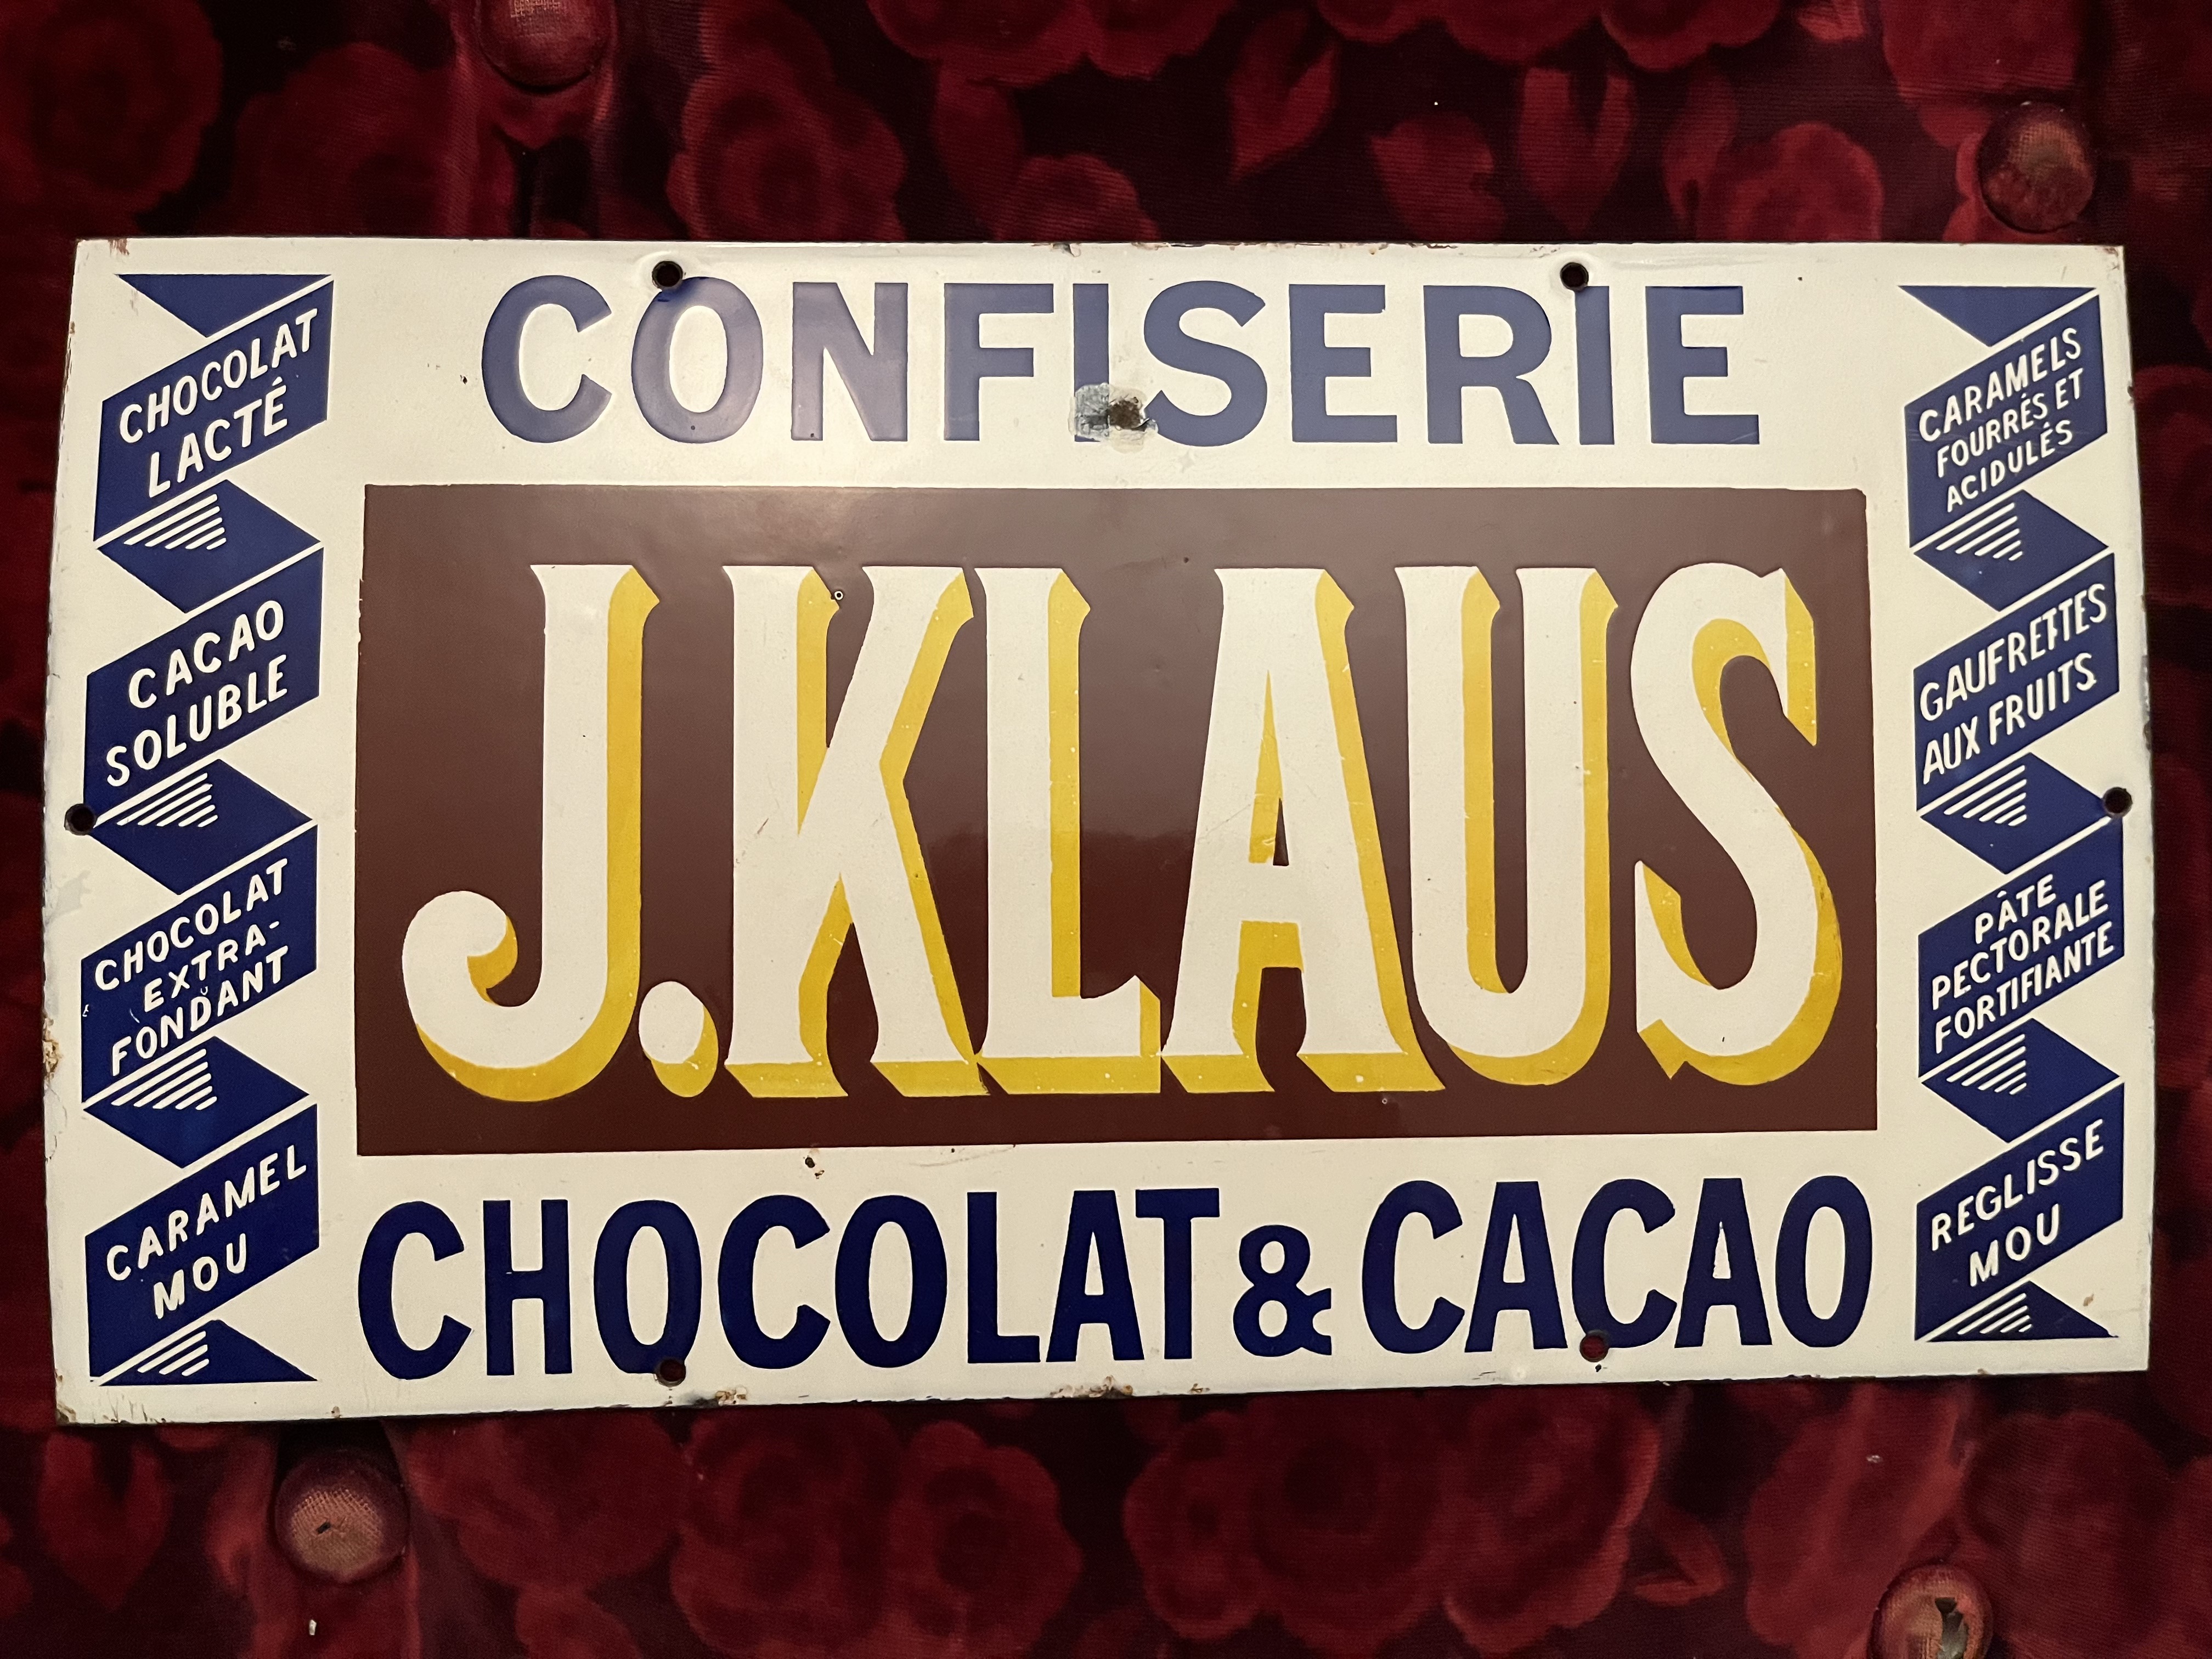 CONFISERIE
J.KLAUS
CHOCOLAT & CACAO
CHOCOLAT
LACTÉ
CACAO
SOLUBLE
CHOCOLAT
EXTRA-
FONDANT
CARAMEL
MOU
CARAMELS
FOURRÉS ET
ACIDULÉS
GAUFRETTES
AUX FRUITS
PÂTE
PECTORALE
FORTIFIANTE
REGLISSE
MOU